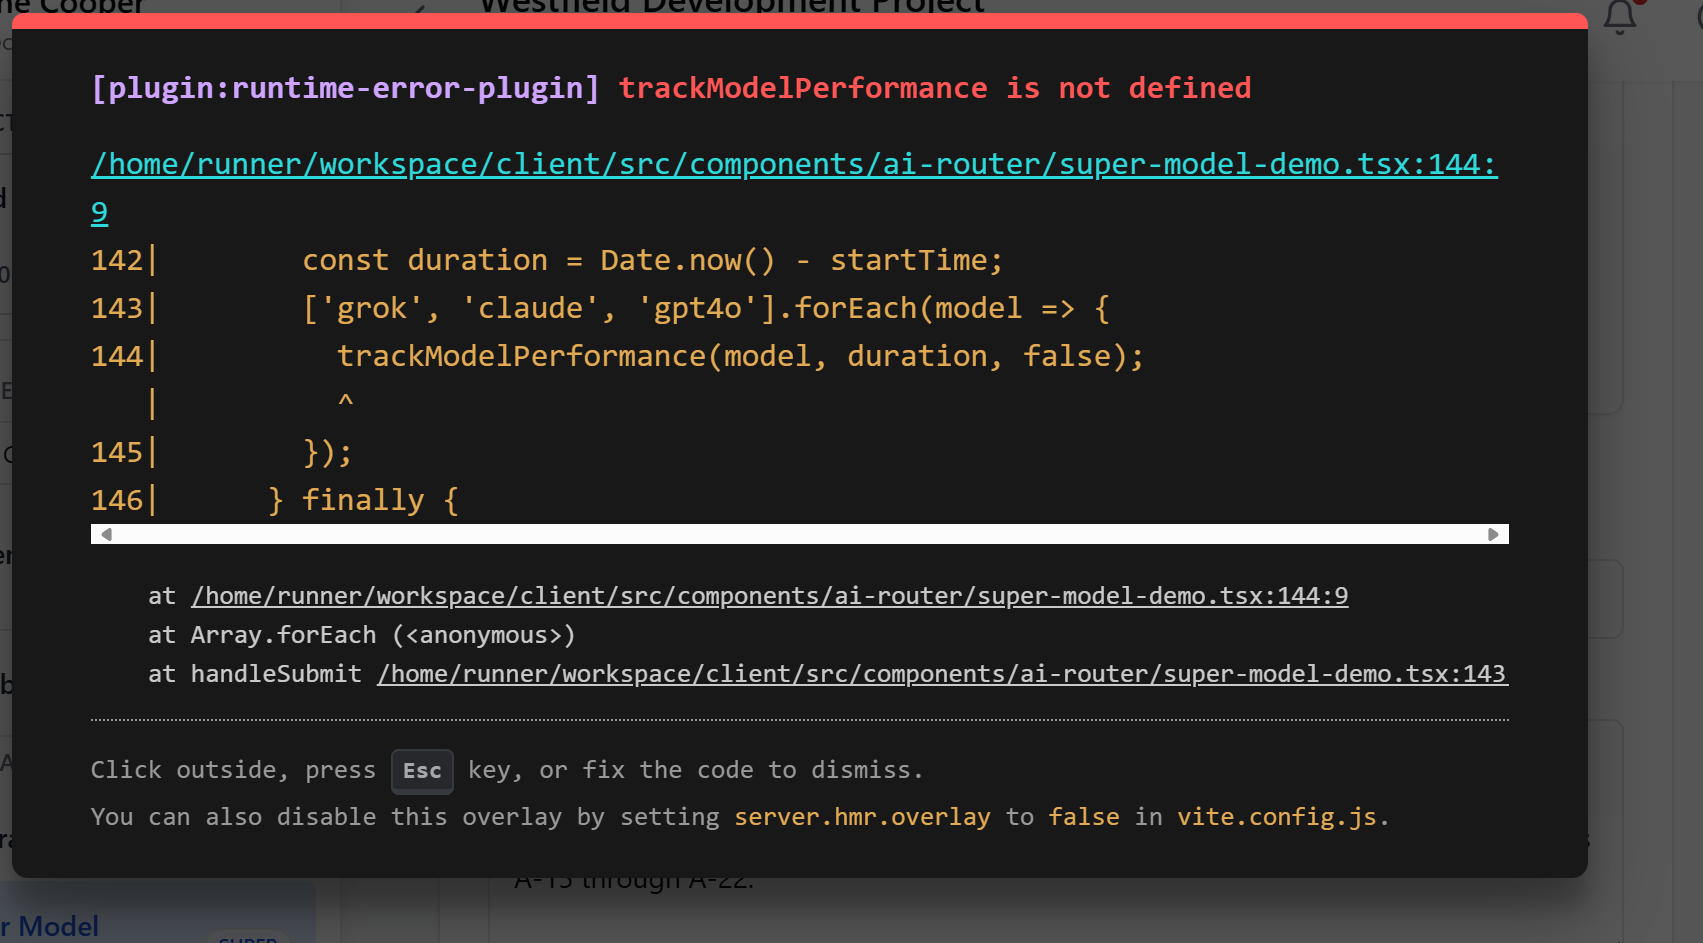 ne Cooper
Westfield Development Project
[plugin:runtime-error-plugin] trackModelPerformance is not defined
/home/runner/workspace/client/src/components/ai-router/super-model-demo.tsx:144:
9
142|        const duration = Date.now() - startTime;
143|        ['grok', 'claude', 'gpt4o'].forEach(model => {
144|          trackModelPerformance(model, duration, false);
   |          ^
145|        });
146|      } finally {
at /home/runner/workspace/client/src/components/ai-router/super-model-demo.tsx:144:9
at Array.forEach (<anonymous>)
at handleSubmit /home/runner/workspace/client/src/components/ai-router/super-model-demo.tsx:143
Click outside, press Esc key, or fix the code to dismiss.
You can also disable this overlay by setting server.hmr.overlay to false in vite.config.js.
A-15 through A-22.
r Model
SUPER